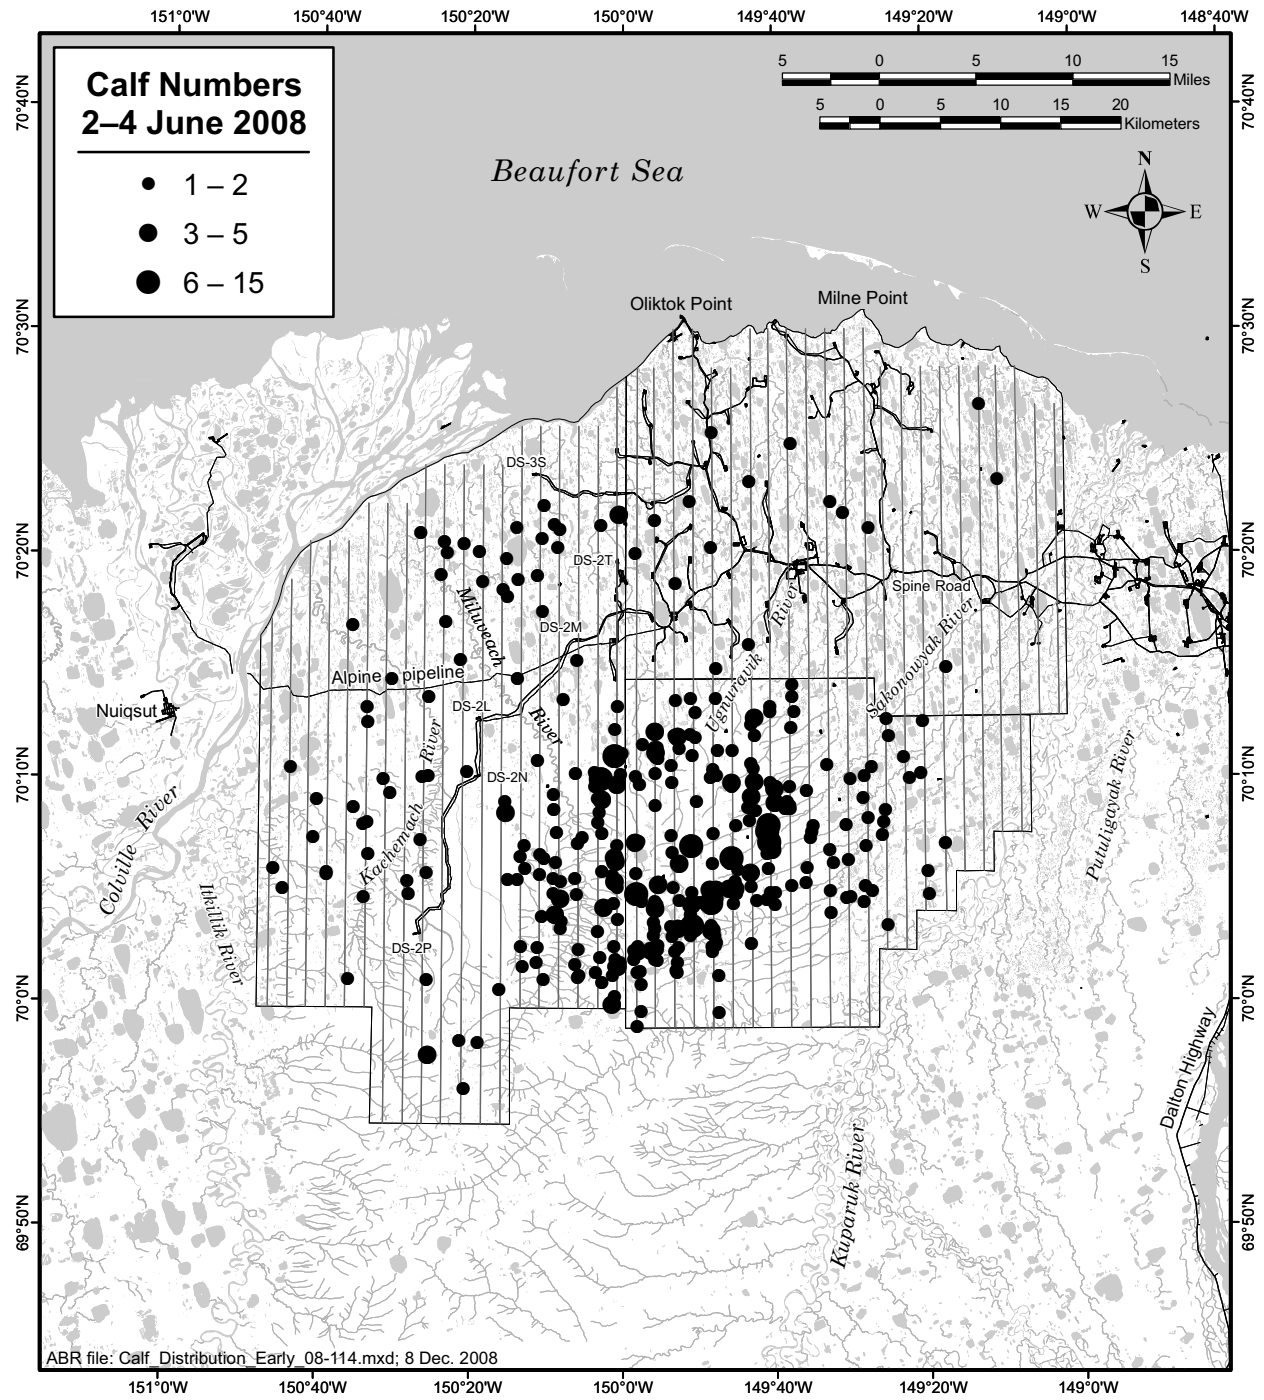 151°0'W 150°40'W 150°20'W 150°0'W 149°40'W 149°20'W 149°0'W 148°40'W
Calf Numbers
2–4 June 2008
1 – 2
3 – 5
6 – 15
5 0 5 10 15
Miles
5 0 5 10 15 20
Kilometers
N
W E
S
Beaufort Sea
70°40'N
70°40'N
Oliktok Point
Milne Point
70°30'N
70°30'N
DS-3S
70°20'N
70°20'N
DS-2T
Spine Road
Miluveach
River
DS-2M
River
Ugnuravik
Sakonowyak River
Alpine pipeline
Nuiqsut
DS-2L
River
Kachemach
DS-2N
70°10'N
70°10'N
Colville River
Putuligayak River
Itkillik River
DS-2P
70°0'N
70°0'N
Dalton Highway
Kuparuk River
69°50'N
69°50'N
ABR file: Calf_Distribution_Early_08-114.mxd; 8 Dec. 2008
151°0'W 150°40'W 150°20'W 150°0'W 149°40'W 149°20'W 149°0'W